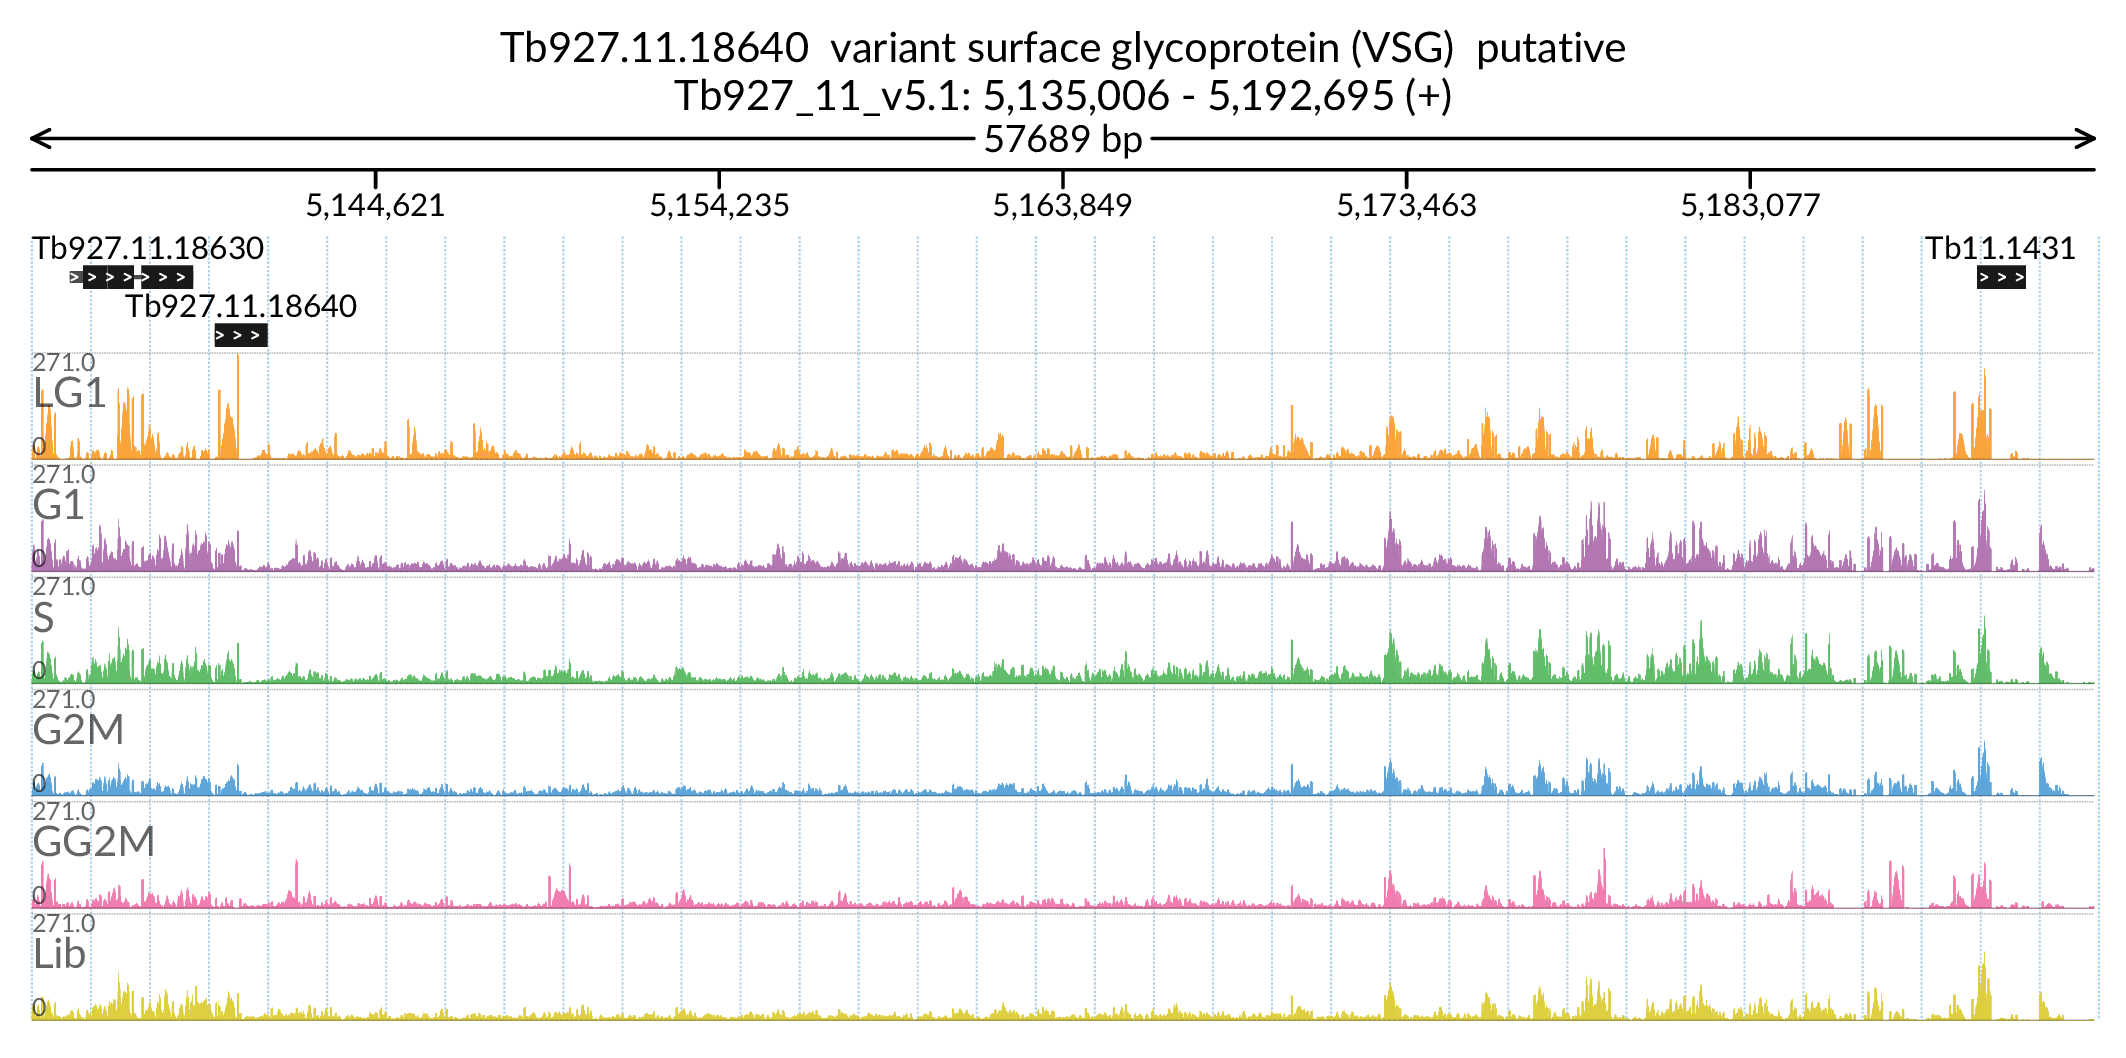 Tb927.11.18640  variant surface glycoprotein (VSG)  putative
Tb927_11_v5.1: 5,135,006 - 5,192,695 (+)
57689 bp
5,144,621 5,154,235 5,163,849 5,173,463 5,183,077
Tb927.11.18630 Tb11.1431
Tb927.11.18640
271.0
LG1
0
271.0
G1
0
271.0
S
0
271.0
G2M
0
271.0
GG2M
0
271.0
Lib
0